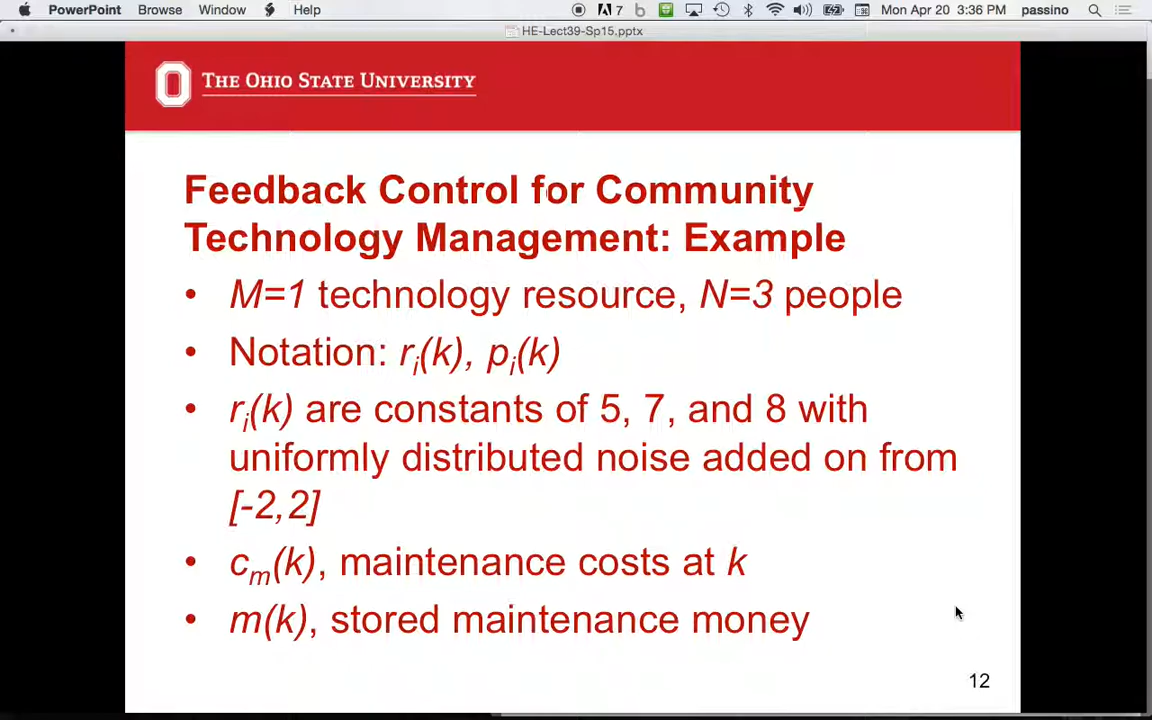 PowerPoint Browse Window Help 7 Mon Apr 20 3:36 PM passino
HE-Lect39-Sp15.pptx
THE OHIO STATE UNIVERSITY
Feedback Control for Community
Technology Management: Example
• M=1 technology resource, N=3 people
• Notation: ri(k), pi(k)
• ri(k) are constants of 5, 7, and 8 with
uniformly distributed noise added on from
[-2,2]
• cm(k), maintenance costs at k
• m(k), stored maintenance money
12